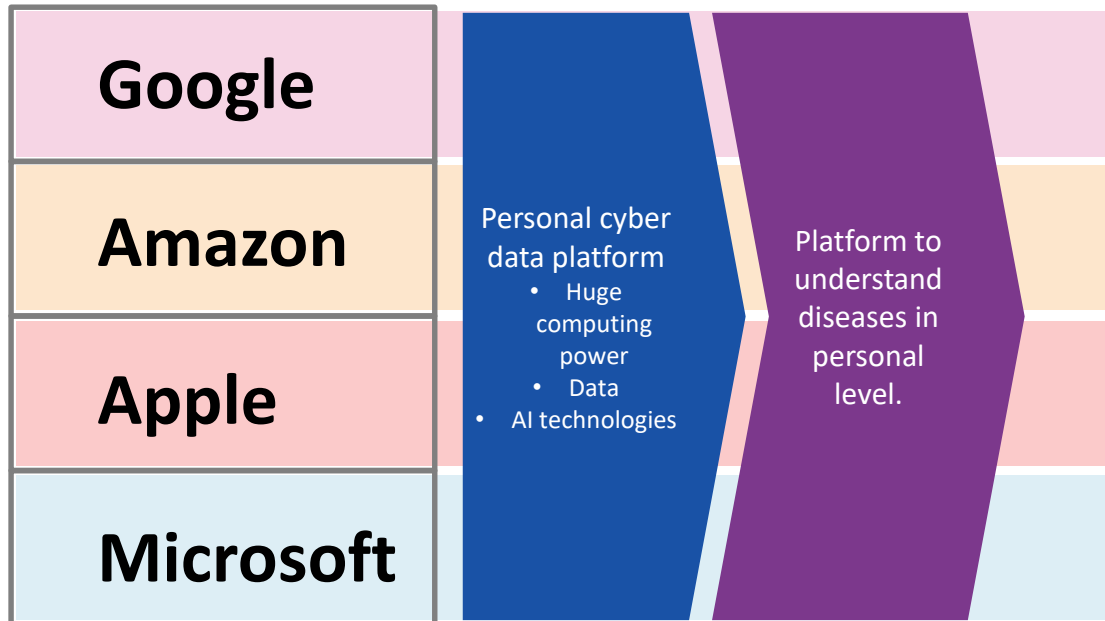 Google
Amazon
Apple
Microsoft
Personal cyber
data platform
• Huge
computing
power
• Data
• AI technologies
Platform to
understand
diseases in
personal
level.